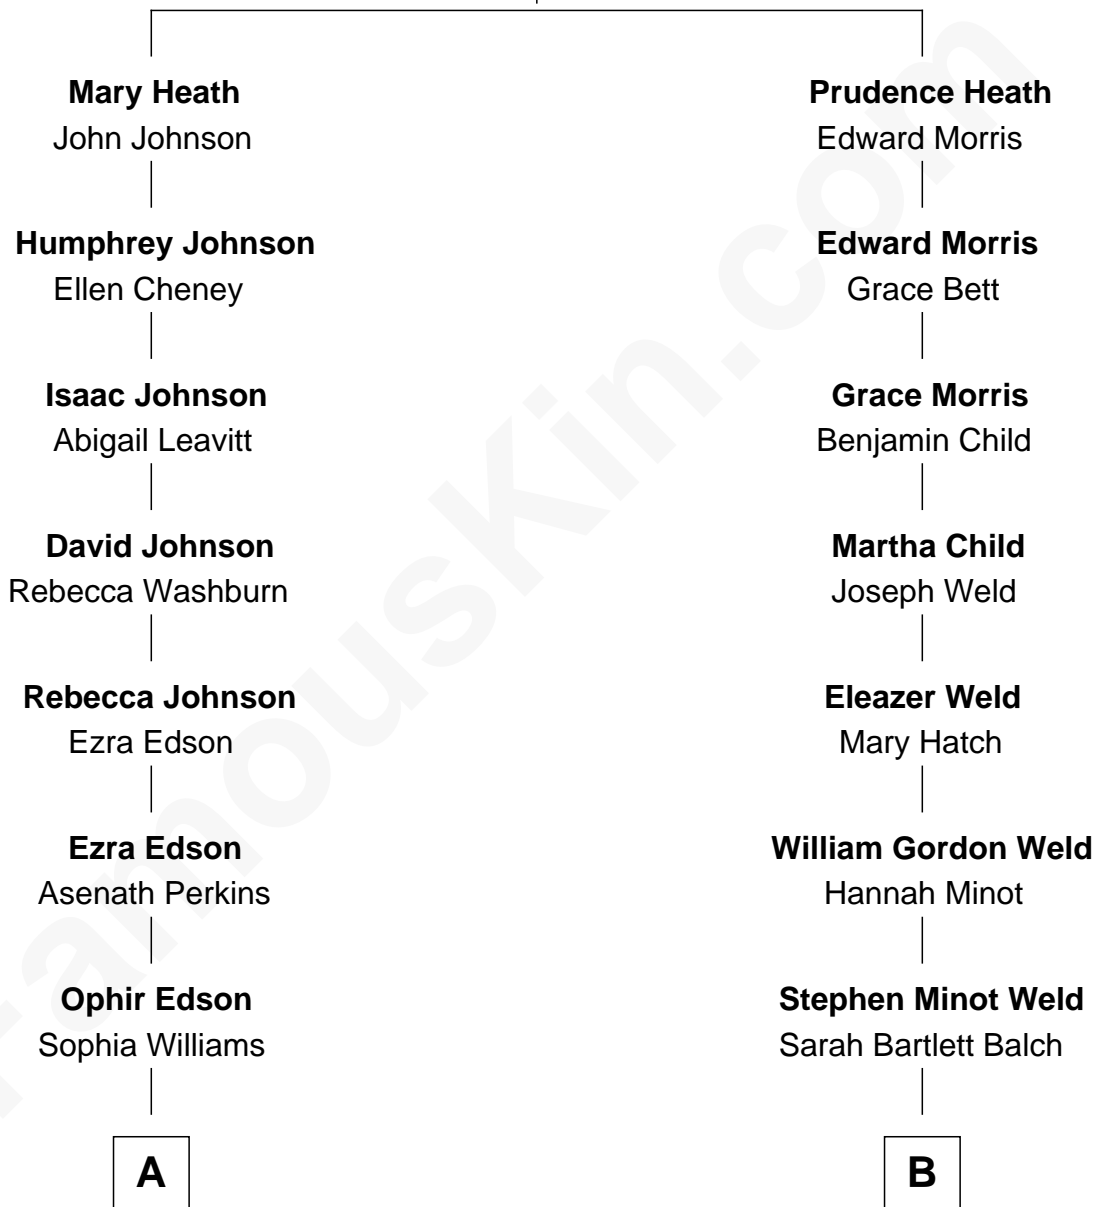 Mary Heath
John Johnson
Humphrey Johnson
Ellen Cheney
Isaac Johnson
Abigail Leavitt
David Johnson
Rebecca Washburn
Rebecca Johnson
Ezra Edson
Ezra Edson
Asenath Perkins
Ophir Edson
Sophia Williams
A
Prudence Heath
Edward Morris
Edward Morris
Grace Bett
Grace Morris
Benjamin Child
Martha Child
Joseph Weld
Eleazer Weld
Mary Hatch
William Gordon Weld
Hannah Minot
Stephen Minot Weld
Sarah Bartlett Balch
B
FamousKin.com